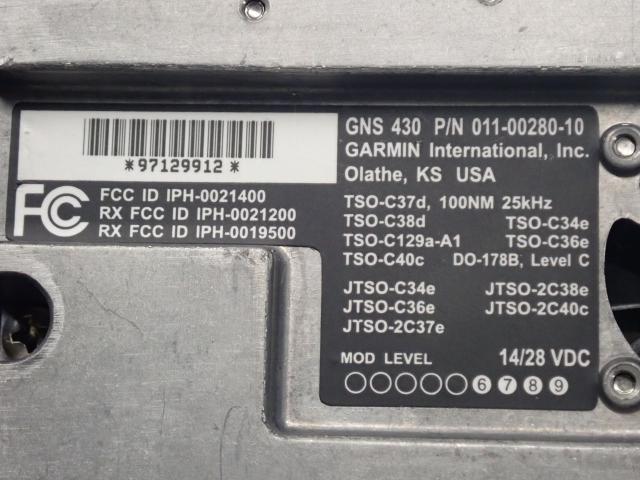 *97129912*
FC
FCC ID IPH-0021400
RX FCC ID IPH-0021200
RX FCC ID IPH-0019500
GNS 430 P/N 011-00280-10
GARMIN International, Inc.
Olathe, KS USA
TSO-C37d, 100NM 25kHz
TSO-C38d TSO-C34e
TSO-C129a-A1 TSO-C36e
TSO-C40c DO-178B, Level C
JTSO-C34e JTSO-2C38e
JTSO-C36e JTSO-2C40c
JTSO-2C37e
MOD LEVEL 14/28 VDC
6 7 8 9